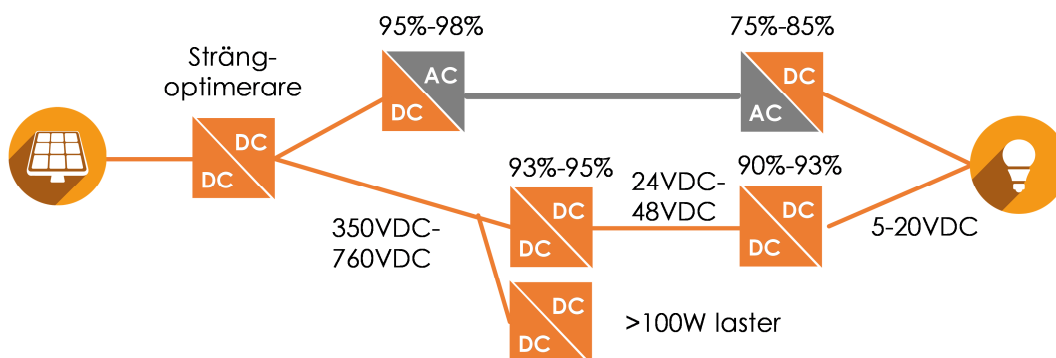 95%-98%
75%-85%
Sträng-
optimerare
AC
DC
DC
AC
DC
DC
93%-95%
90%-93%
24VDC-
48VDC
DC
DC
DC
DC
350VDC-
760VDC
5-20VDC
DC
DC
>100W laster